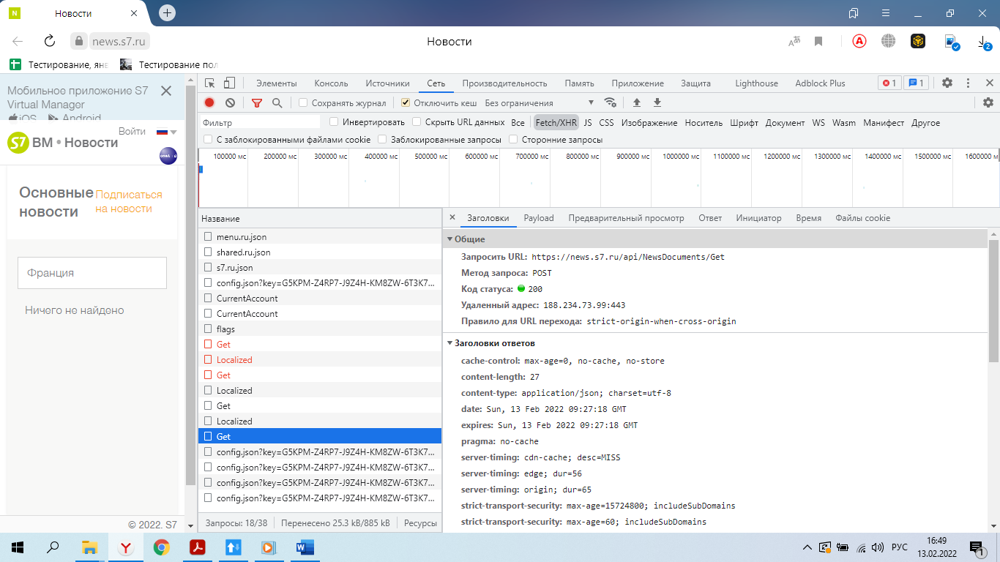 Новости
news.s7.ru
Новости
Тестирование, янв
Тестирование пол
Мобильное приложение S7
Virtual Manager
iOS Android
Войти
S7 ВМ • Новости
Основные
новости
Подписаться
на новости
Франция
Ничего не найдено
© 2022. S7
Элементы Консоль Источники Сеть Производительность Память Приложение Защита Lighthouse Adblock Plus 1 1
Сохранять журнал Отключить кеш Без ограничения
Фильтр Инвертировать Скрыть URL данных Все Fetch/XHR JS CSS Изображение Носитель Шрифт Документ WS Wasm Манифест Другое
С заблокированными файлами cookie Заблокированные запросы Сторонние запросы
100000 мс 200000 мс 300000 мс 400000 мс 500000 мс 600000 мс 700000 мс 800000 мс 900000 мс 1000000 мс 1100000 мс 1200000 мс 1300000 мс 1400000 мс 1500000 мс 1600000 м
Название
menu.ru.json
shared.ru.json
s7.ru.json
config.json?key=G5KPM-Z4RP7-J9Z4H-KM8ZW-6T3K7...
CurrentAccount
CurrentAccount
flags
Get
Localized
Get
Localized
Get
Localized
Get
config.json?key=G5KPM-Z4RP7-J9Z4H-KM8ZW-6T3K7...
config.json?key=G5KPM-Z4RP7-J9Z4H-KM8ZW-6T3K7...
config.json?key=G5KPM-Z4RP7-J9Z4H-KM8ZW-6T3K7...
config.json?key=G5KPM-Z4RP7-J9Z4H-KM8ZW-6T3K7...
Запросы: 18/38 Перенесено 25.3 kB/885 kB Ресурсы
Заголовки Payload Предварительный просмотр Ответ Инициатор Время Файлы cookie
Общие
Запросить URL: https://news.s7.ru/api/NewsDocuments/Get
Метод запроса: POST
Код статуса: 200
Удаленный адрес: 188.234.73.99:443
Правило для URL перехода: strict-origin-when-cross-origin
Заголовки ответов
cache-control: max-age=0, no-cache, no-store
content-length: 27
content-type: application/json; charset=utf-8
date: Sun, 13 Feb 2022 09:27:18 GMT
expires: Sun, 13 Feb 2022 09:27:18 GMT
pragma: no-cache
server-timing: cdn-cache; desc=MISS
server-timing: edge; dur=56
server-timing: origin; dur=65
strict-transport-security: max-age=15724800; includeSubDomains
strict-transport-security: max-age=60; includeSubDomains
РУС
16:49
13.02.2022
1